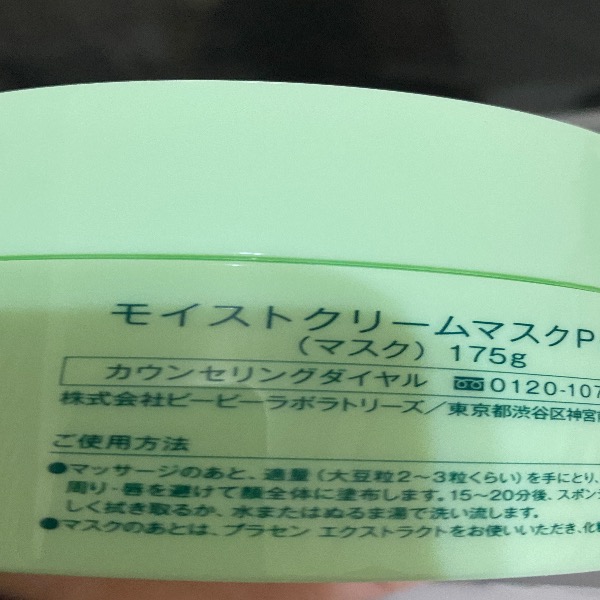 モイストクリームマスクP
(マスク) 175g
カウンセリングダイヤル 0120-107
株式会社ビービーラボラトリーズ/東京都渋谷区神宮
ご使用方法
●マッサージのあと、適量(大豆粒2~3粒くらい)を手にとり、
周り・唇を避けて顔全体に塗布します。15~20分後、スポン
しく拭き取るか、水またはぬるま湯で洗い流します。
●マスクのあとは、プラセン エクストラクトをお使いいただき、化